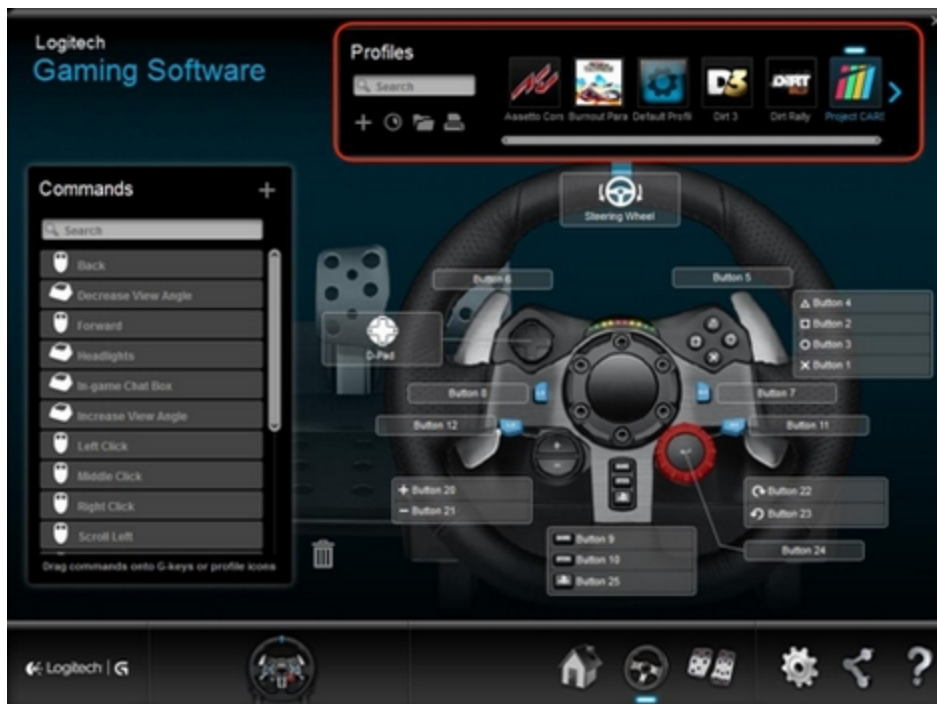 Logitech
Gaming Software
Profiles
Search
Assetto Cors
Burnout Para
Default Profil
Dirt 3
Dirt Rally
Project CARS
D3
DiRT
Commands
Search
Back
Decrease View Angle
Forward
Headlights
In-game Chat Box
Increase View Angle
Left Click
Middle Click
Right Click
Scroll Left
Drag commands onto G-keys or profile icons
Steering Wheel
Button 6
Button 5
Button 4
Button 2
Button 3
Button 1
D-Pad
Button 8
Button 7
Button 12
Button 11
Button 20
Button 21
Button 22
Button 23
Button 9
Button 10
Button 25
Button 24
Logitech | G
?